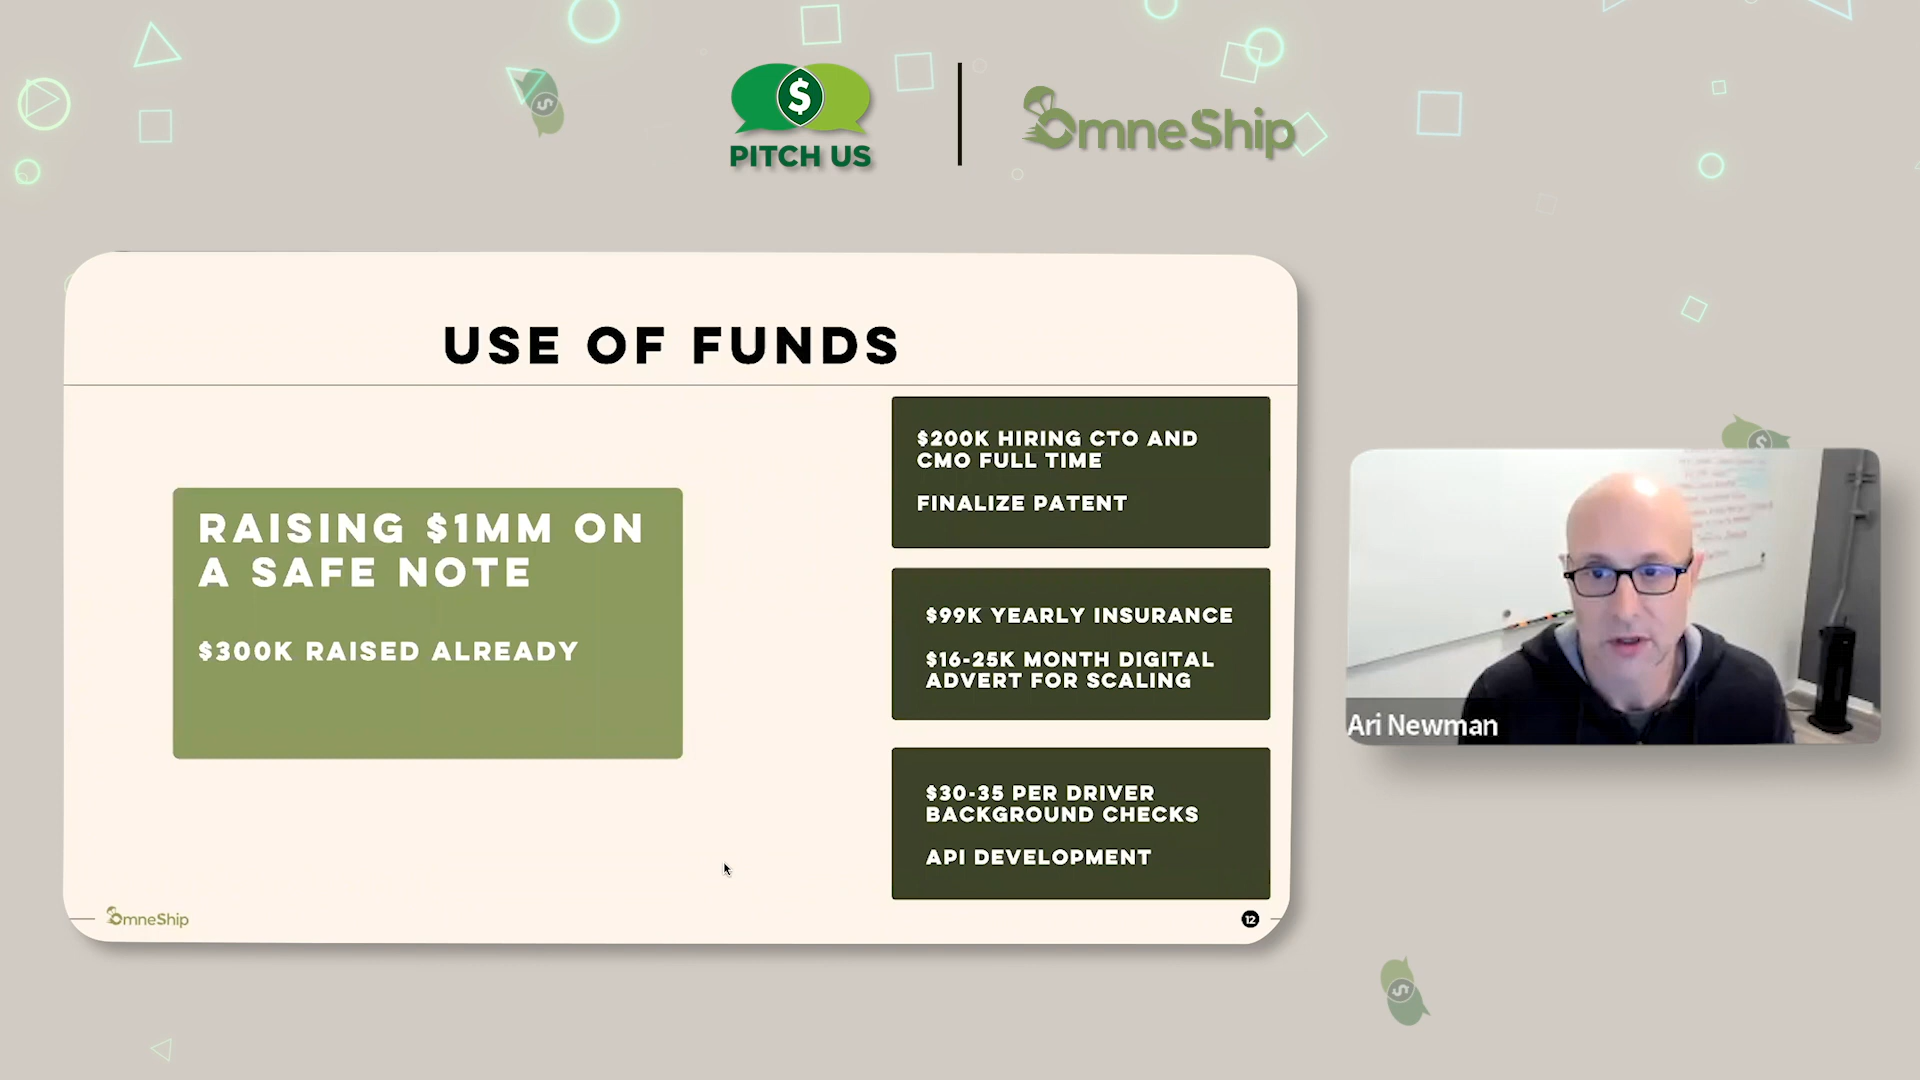 $
PITCH US
OmneShip
USE OF FUNDS
RAISING $1MM ON
A SAFE NOTE
$300K RAISED ALREADY
$200K HIRING CTO AND
CMO FULL TIME
FINALIZE PATENT
$99K YEARLY INSURANCE
$16-25K MONTH DIGITAL
ADVERT FOR SCALING
$30-35 PER DRIVER
BACKGROUND CHECKS
API DEVELOPMENT
OmneShip
12
Ari Newman